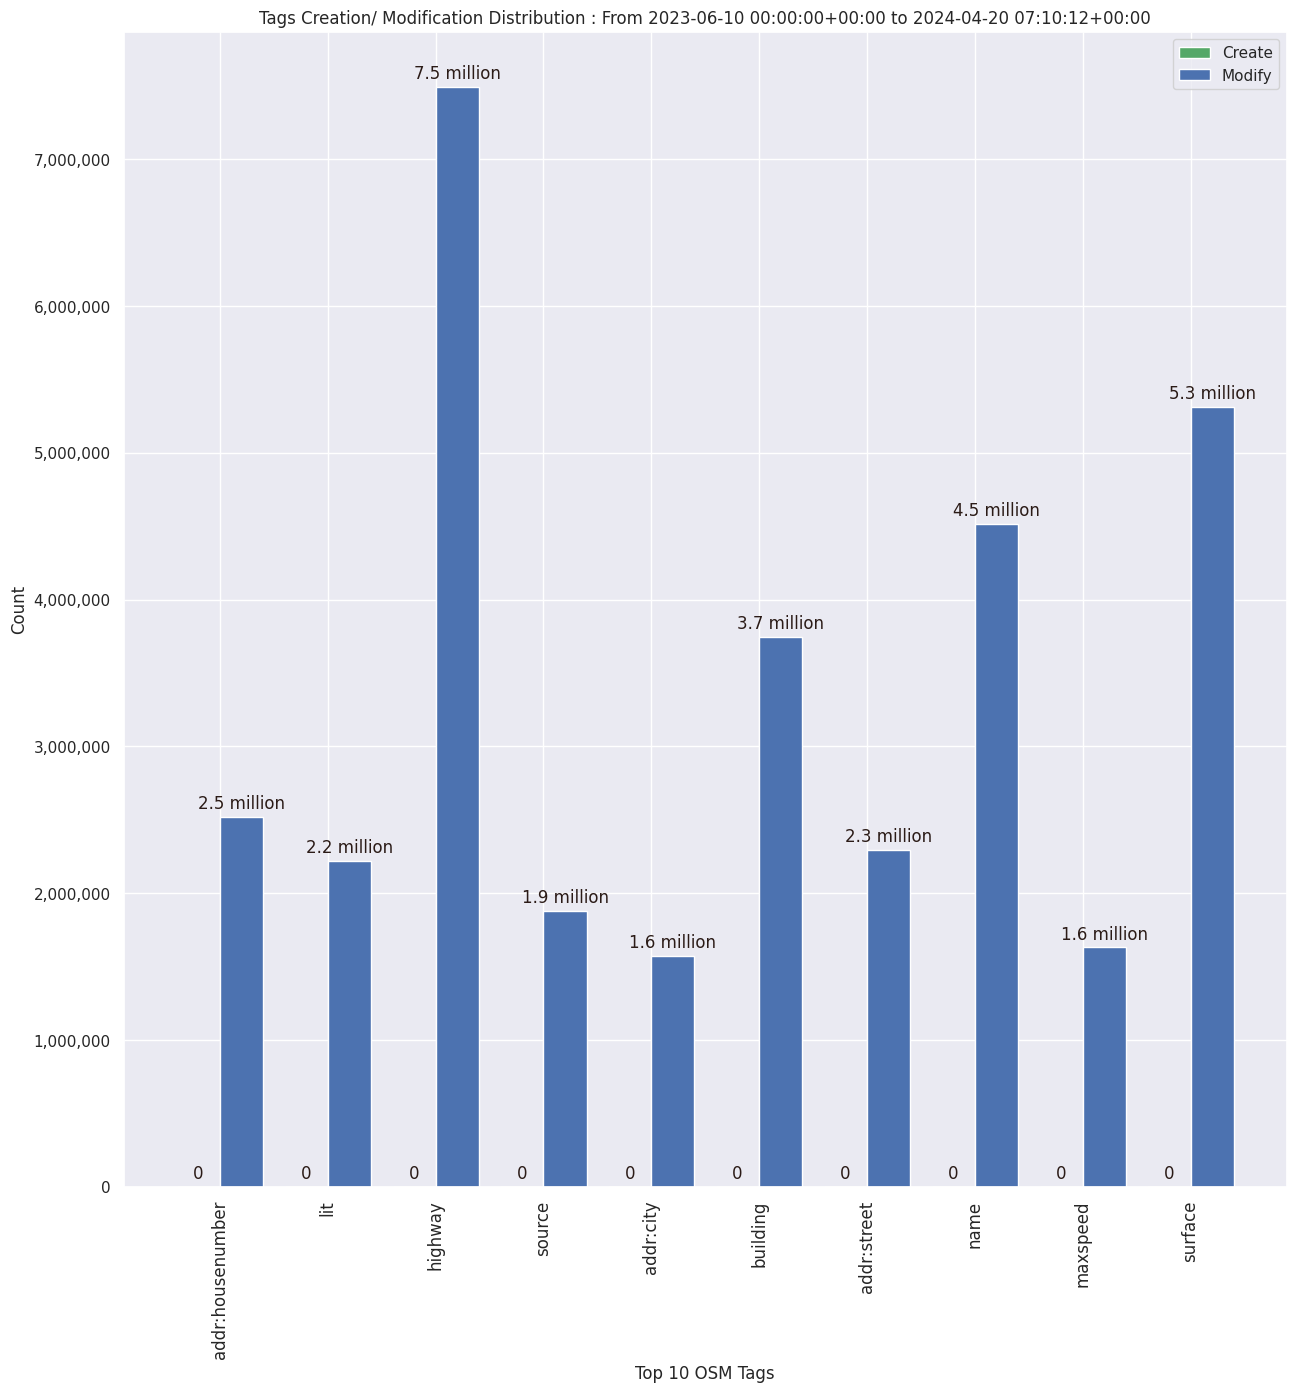 Tags Creation/ Modification Distribution : From 2023-06-10 00:00:00+00:00 to 2024-04-20 07:10:12+00:00
Create
Modify
7.5 million
7,000,000
6,000,000
5.3 million
5,000,000
4.5 million
4,000,000
3.7 million
3,000,000
2.5 million
2.3 million
2.2 million
2,000,000
1.9 million
1.6 million
1.6 million
1,000,000
0 0 0 0 0 0 0 0 0 0
0
Count
addr:housenumber
lit
highway
source
addr:city
building
addr:street
name
maxspeed
surface
Top 10 OSM Tags